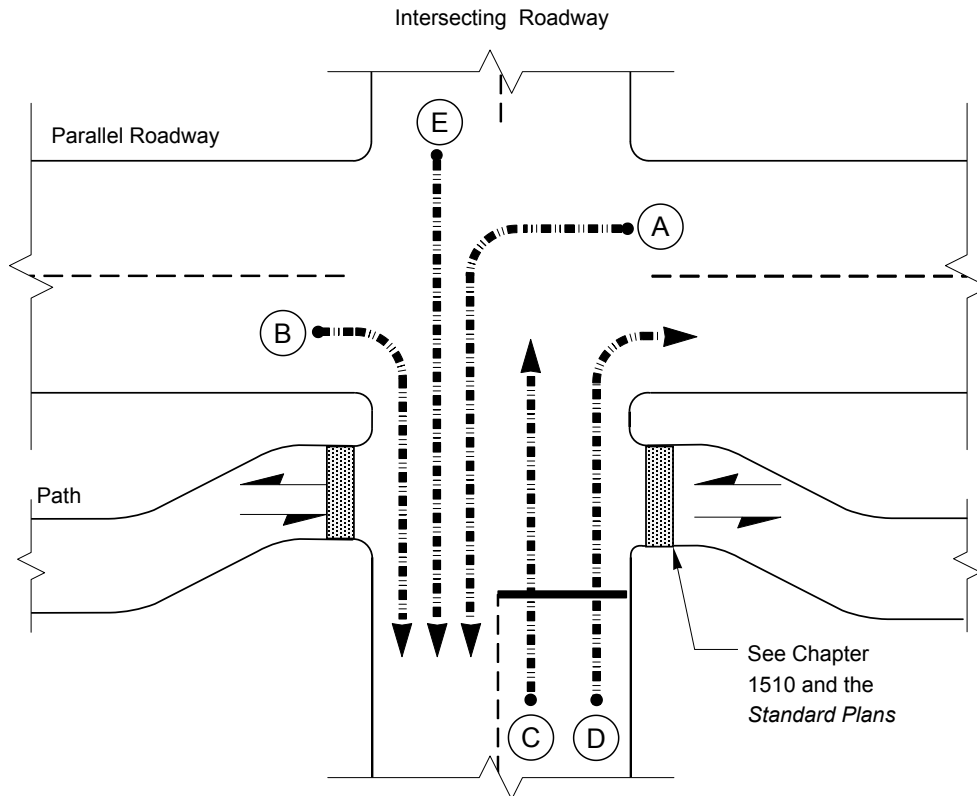 Intersecting Roadway
E
Parallel Roadway
A
B
Path
See Chapter
1510 and the
Standard Plans
C
D